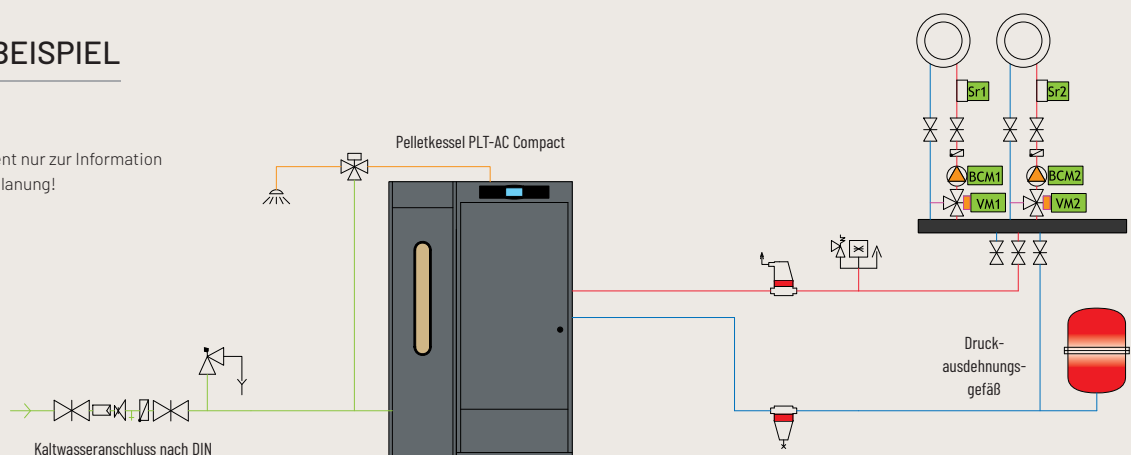 BEISPIEL
ent nur zur Information
lanung!
Pelletkessel PLT-AC Compact
Sr1
Sr2
BCM1
BCM2
VM1
VM2
Druck-
ausdehnungs-
gefäß
Kaltwasseranschluss nach DIN